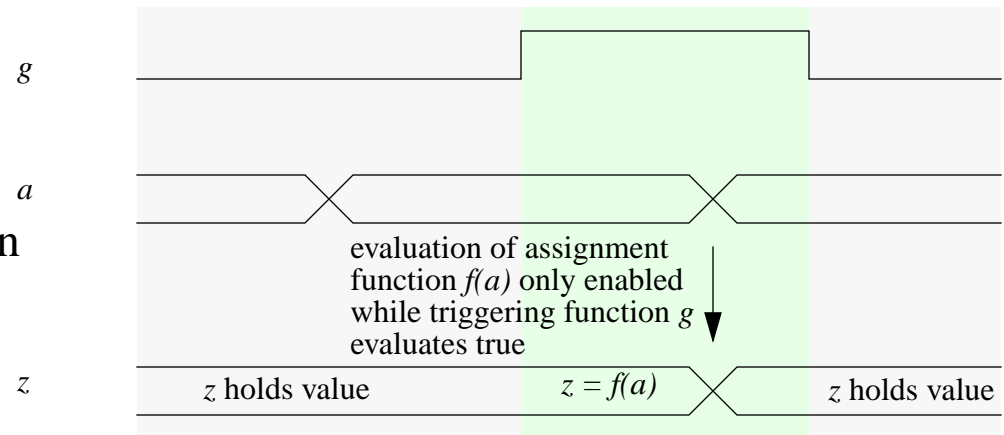 g
a
n
evaluation of assignment
function f(a) only enabled
while triggering function g
evaluates true
z
z holds value
z = f(a)
z holds value